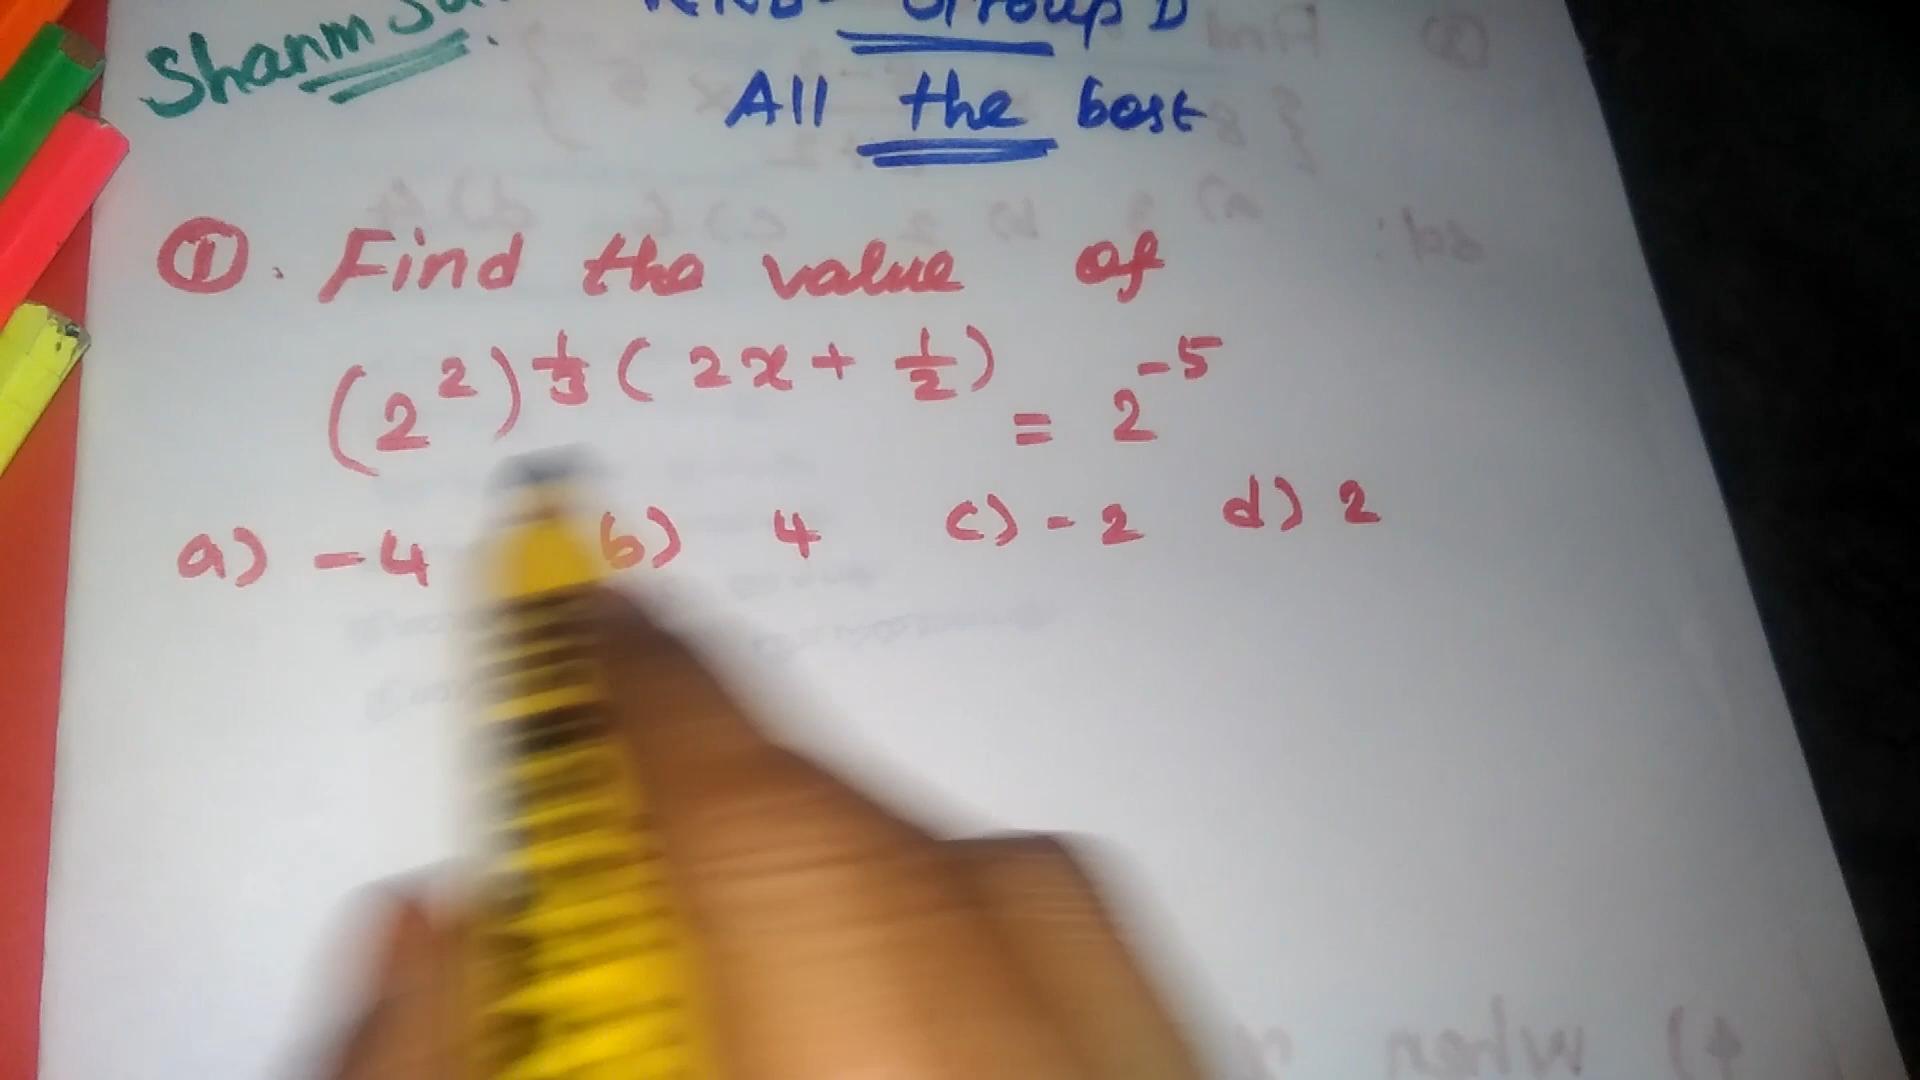 Shanm
Group D
All the best
①. Find the value of
(2²)^⅓(2x + ½) = 2⁻⁵
a) -4 b) 4 c) -2 d) 2